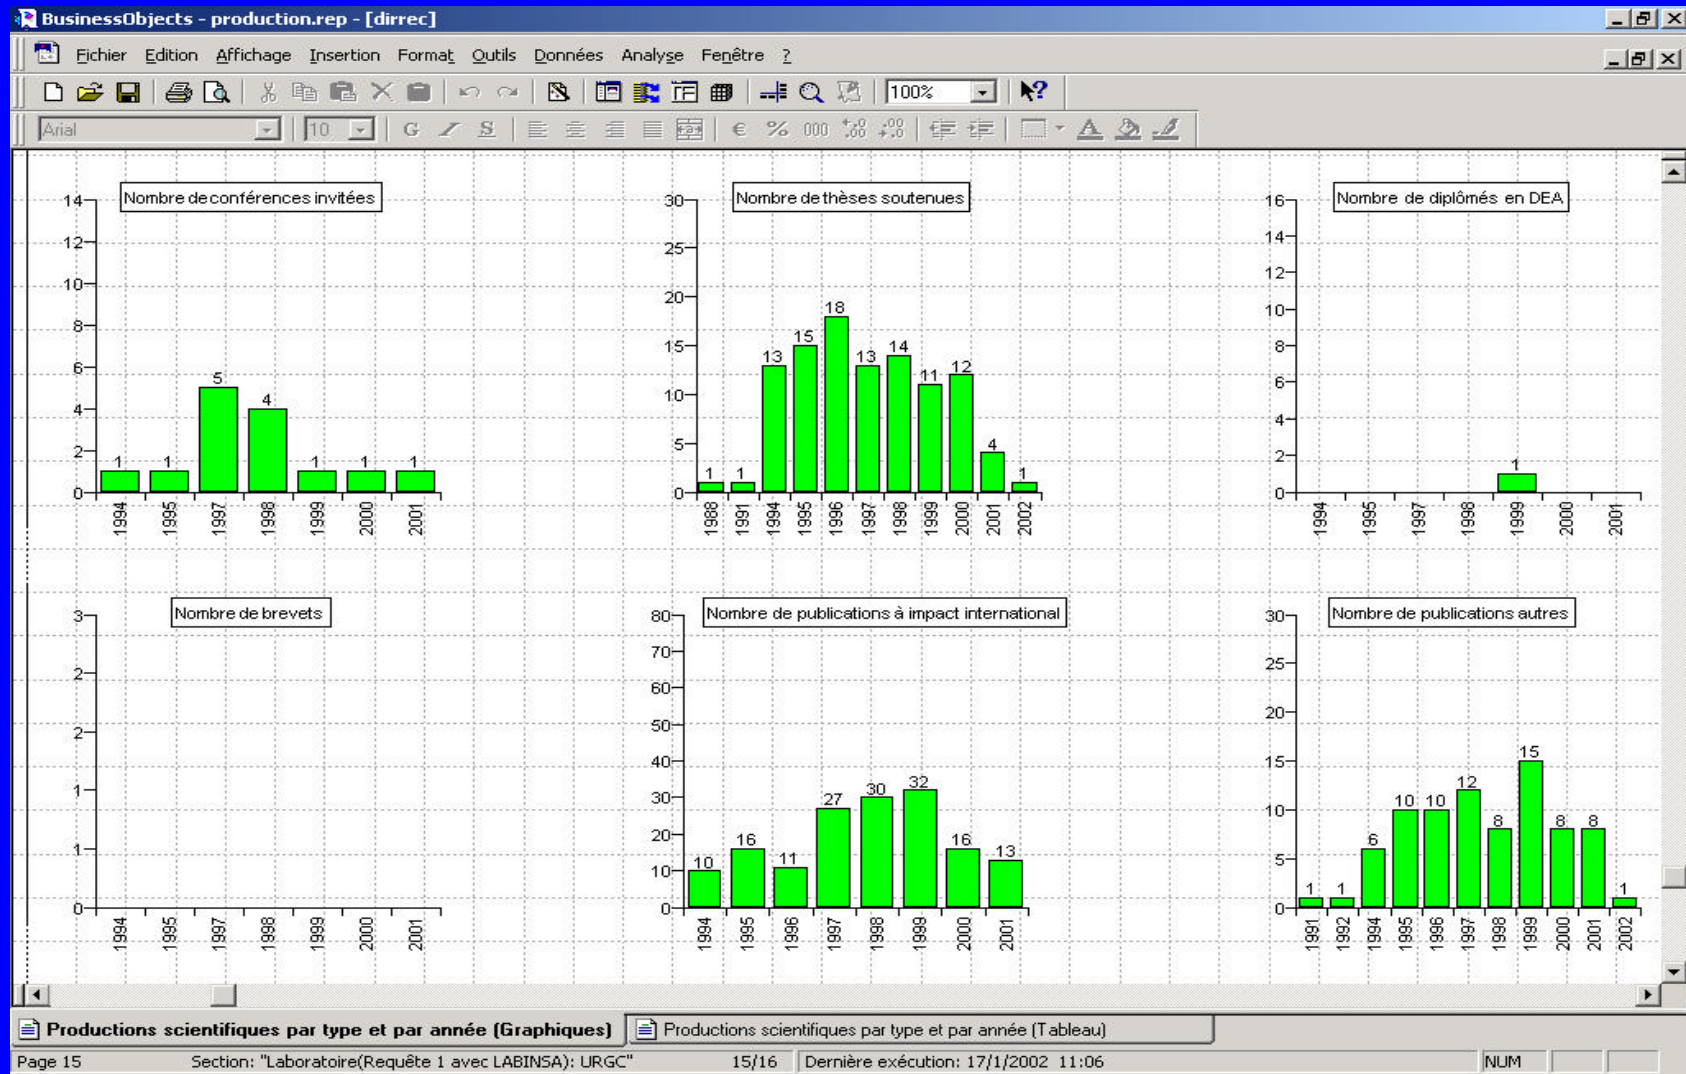 BusinessObjects - production.rep - [dirrec]
Fichier Edition Affichage Insertion Format Outils Données Analyse Fenêtre ?
100%
Arial 10 G I S € % 000
Nombre de conférences invitées
14
12
10
8
6
4
2
0
1 1 5 4 1 1 1
1994 1995 1997 1998 1999 2000 2001
Nombre de thèses soutenues
30
25
20
15
10
5
0
1 1 13 15 18 13 14 11 12 4 1
1988 1991 1994 1995 1996 1997 1998 1999 2000 2001 2002
Nombre de diplômés en DEA
16
14
12
10
8
6
4
2
0
1
1994 1995 1997 1998 1999 2000 2001
Nombre de brevets
3
2
2
1
1
0
1994 1995 1997 1998 1999 2000 2001
Nombre de publications à impact international
80
70
60
50
40
30
20
10
0
10 16 11 27 30 32 16 13
1994 1995 1996 1997 1998 1999 2000 2001
Nombre de publications autres
30
25
20
15
10
5
0
1 1 6 10 10 12 8 15 8 8 1
1991 1992 1994 1995 1996 1997 1998 1999 2000 2001 2002
Productions scientifiques par type et par année (Graphiques) Productions scientifiques par type et par année (Tableau)
Page 15 Section: "Laboratoire(Requête 1 avec LABINSA): URGC" 15/16 Dernière exécution: 17/1/2002 11:06 NUM